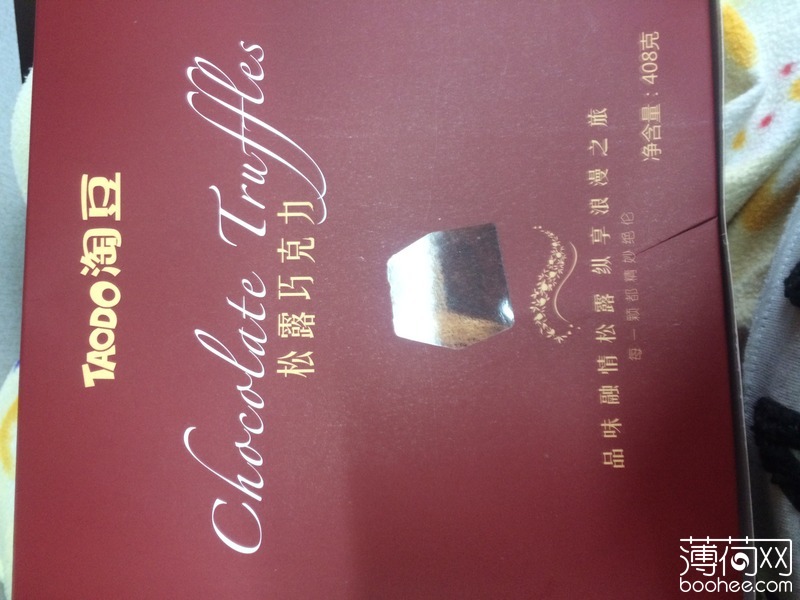 TAODO淘豆
Chocolate Truffles
松露巧克力
品味融情松露 纵享浪漫之旅
每一颗都精妙绝伦
净含量：408克
薄荷网
boohee.com